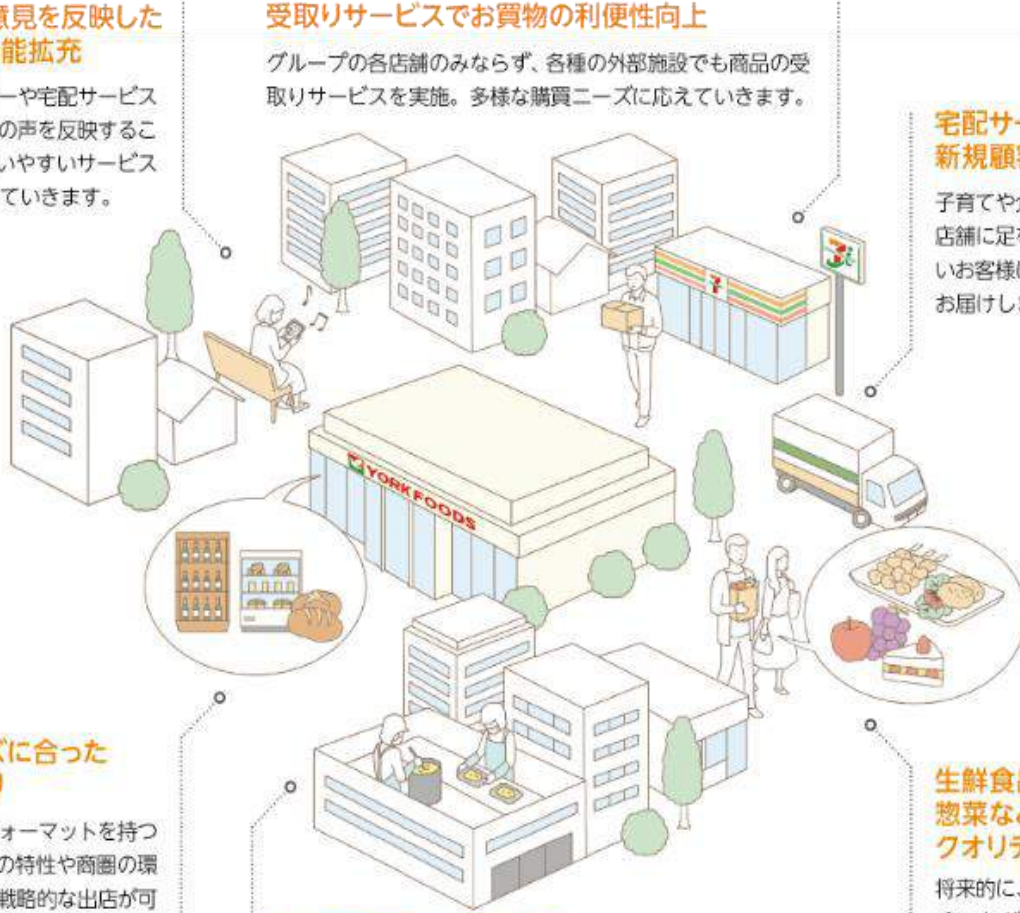 意見を反映した
能拡充
ーや宅配サービス
の声を反映するこ
いやすいサービス
ていきます。
受取りサービスでお買物の利便性向上
グループの各店舗のみならず、各種の外部施設でも商品の受
取りサービスを実施。多様な購買ニーズに応えていきます。
宅配サー
新規顧客
子育てや
店舗に足を
いお客様に
お届けしま
7
7i
YORK FOODS
ズに合った
り
ォーマットを持つ
の特性や商圏の環
戦略的な出店が可
生鮮食品
惣菜など
クオリテ
将来的に、